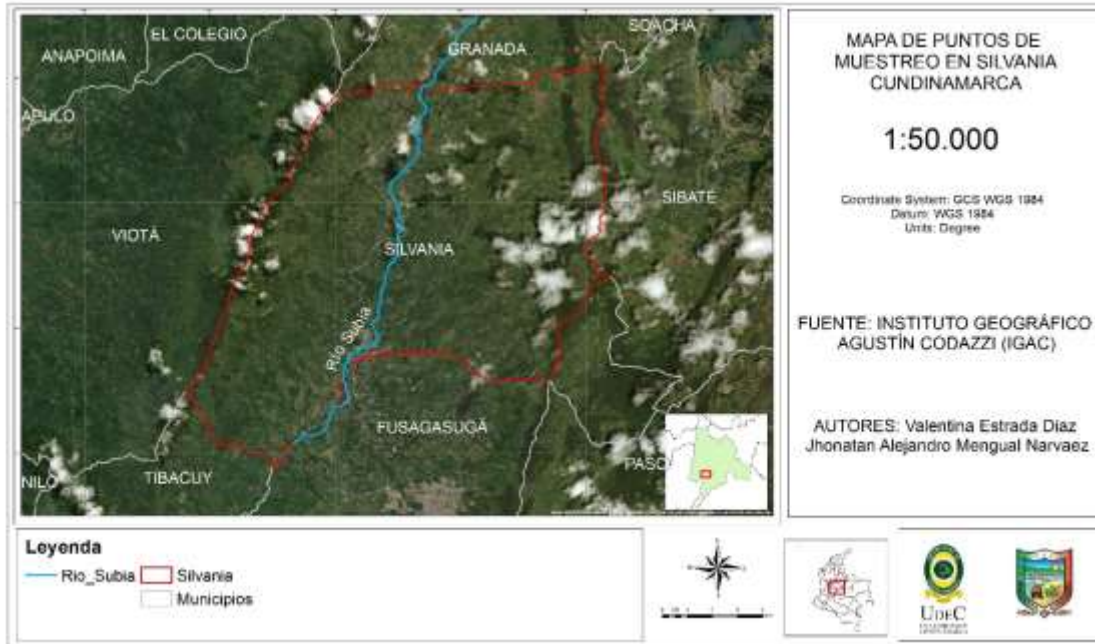 SOACHA
EL COLEGIO
ANAPOIMA
GRANADA
APULO
SIBATE
VIOTÁ
SILVANIA
Río Subia
FUSAGASUGÁ
PASC
TIBACUY
NILO
MAPA DE PUNTOS DE
MUESTREO EN SILVANIA
CUNDINAMARCA
1:50.000
Coordinate System: GCS WGS 1984
Datum: WGS 1984
Units: Degree
FUENTE: INSTITUTO GEOGRÁFICO
AGUSTÍN CODAZZI (IGAC)
AUTORES: Valentina Estrada Diaz
Jhonatan Alejandro Mengual Narvaez
Leyenda
Rio_Subia
Silvania
Municipios
UDEC